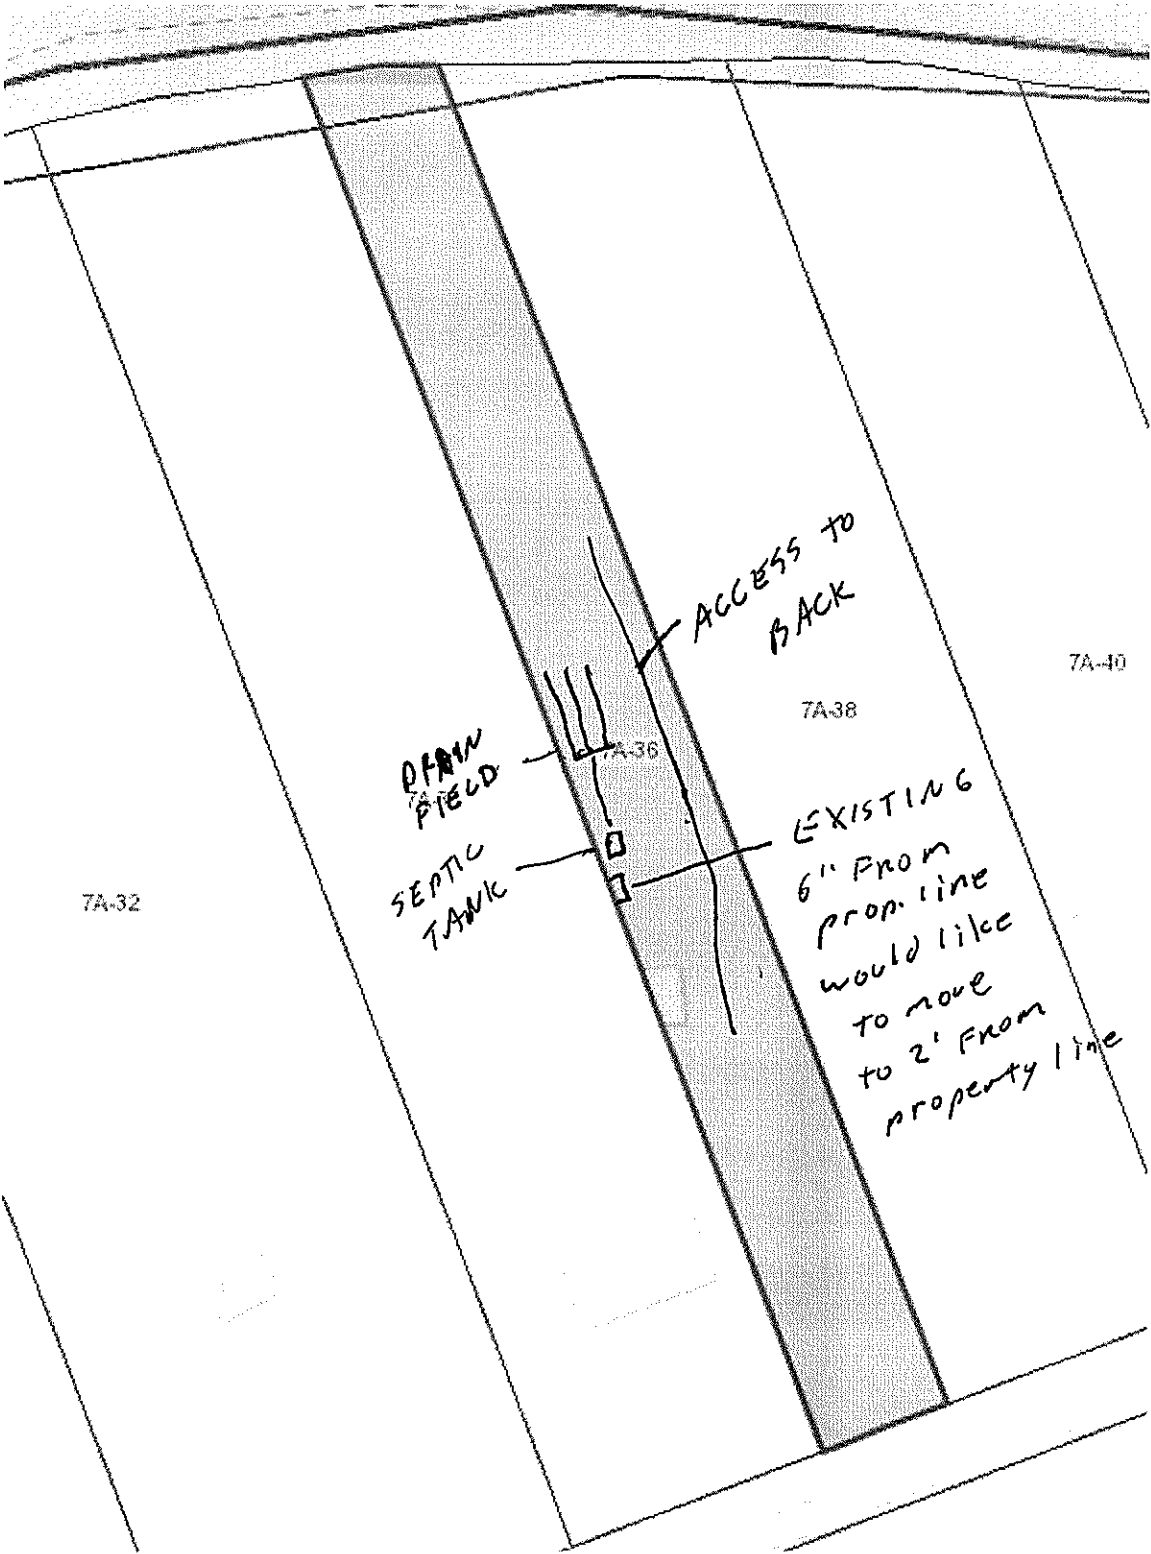 ACCESS TO
BACK
7A-40
7A-38
7A-36
DRAIN
FIELD
SEPTIC
TANK
7A-32
EXISTING
6" FROM
prop. line
would like
to move
to 2' FROM
property line